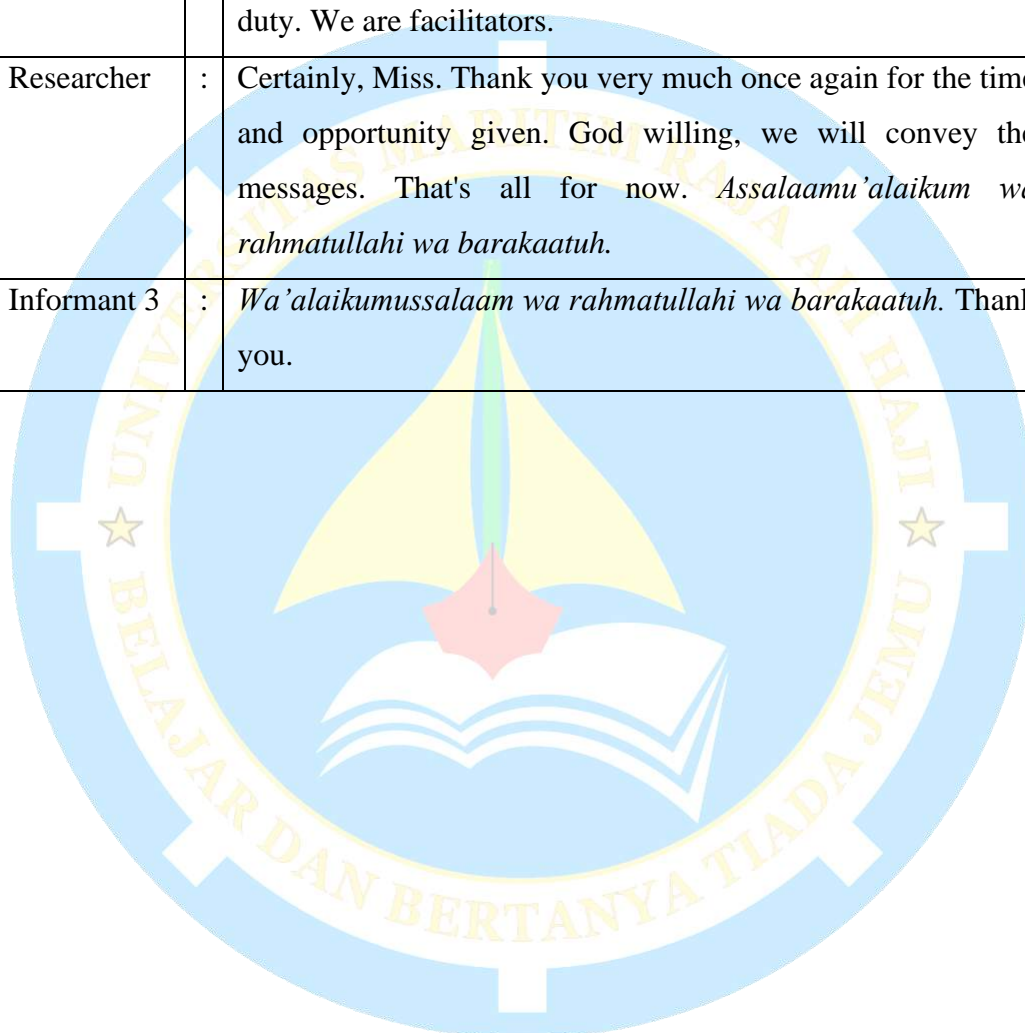 duty. We are facilitators.
Researcher : Certainly, Miss. Thank you very much once again for the time
and opportunity given. God willing, we will convey the
messages. That's all for now. Assalaamu’alaikum wa
rahmatullahi wa barakaatuh.
Informant 3 : Wa’alaikumussalaam wa rahmatullahi wa barakaatuh. Thank
you.
UNIVERSITAS MARITIM RAJA ALI HAJI
BELAJAR DAN BERTANYA TIADA JEMU